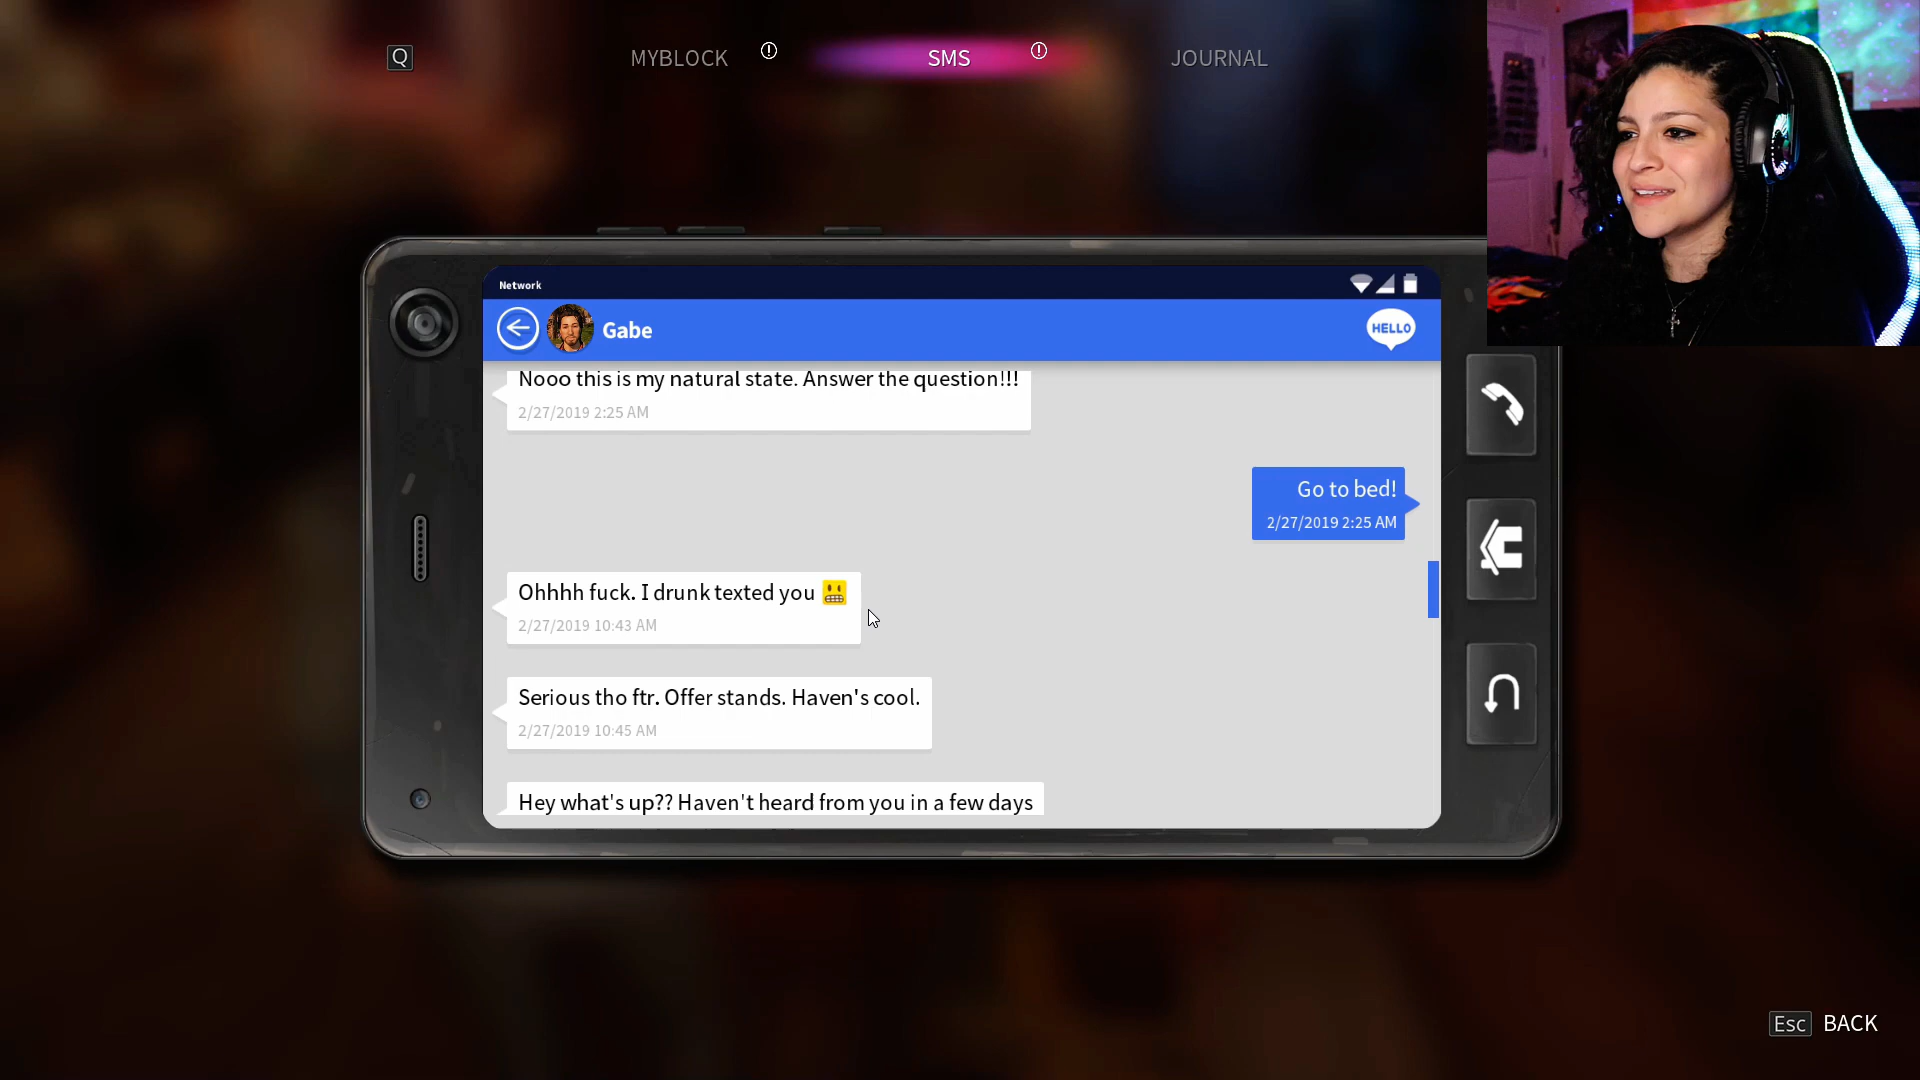 Q
MYBLOCK
SMS
JOURNAL
Network
Gabe
HELLO
Nooo this is my natural state. Answer the question!!!
2/27/2019 2:25 AM
Go to bed!
2/27/2019 2:25 AM
Ohhhh fuck. I drunk texted you 😬
2/27/2019 10:43 AM
Serious tho ftr. Offer stands. Haven's cool.
2/27/2019 10:45 AM
Hey what's up?? Haven't heard from you in a few days
Esc BACK